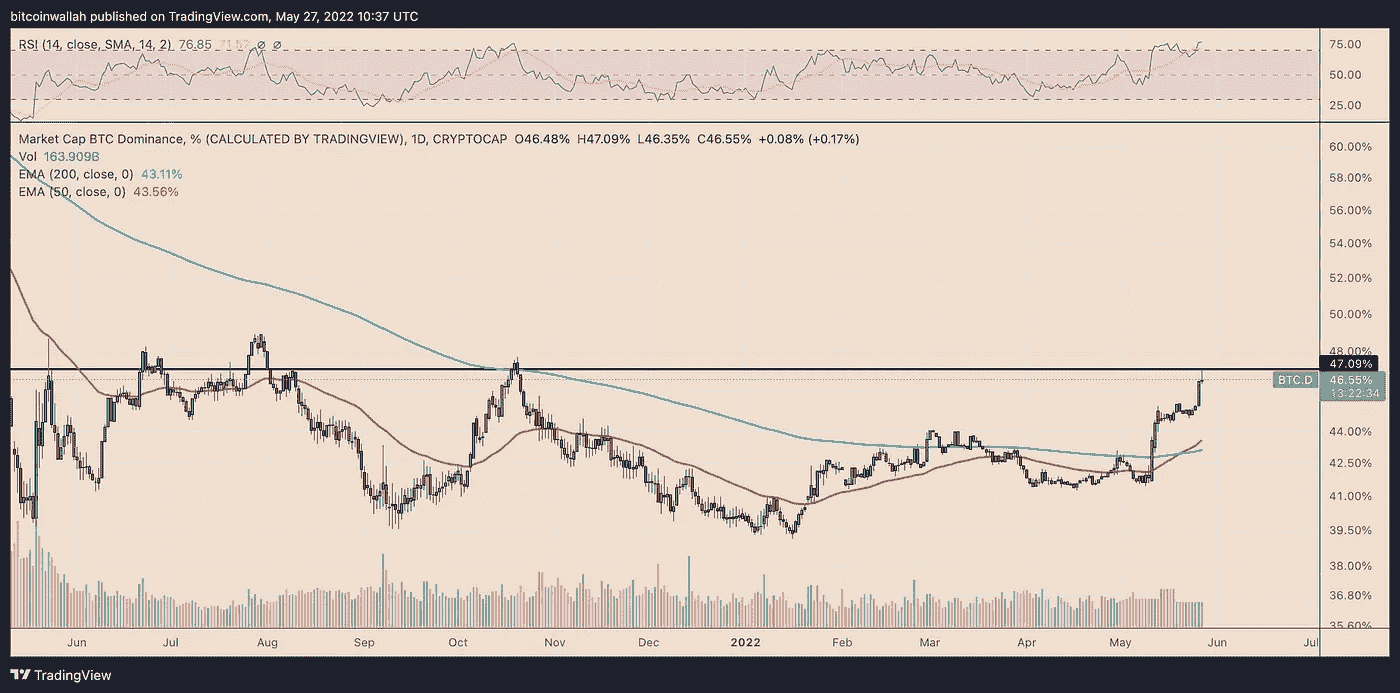 bitcoinwallah published on TradingView.com, May 27, 2022 10:37 UTC
RSI (14, close, SMA, 14, 2) 76.85 71.57 ∅ ∅
75.00
50.00
25.00
Market Cap BTC Dominance, % (CALCULATED BY TRADINGVIEW), 1D, CRYPTOCAP O46.48% H47.09% L46.35% C46.55% +0.08% (+0.17%)
Vol 163.909B
EMA (200, close, 0) 43.11%
EMA (50, close, 0) 43.56%
60.00%
58.00%
56.00%
54.00%
52.00%
50.00%
48.00%
47.09%
BTC.D 46.55%
13:22:34
44.00%
42.50%
41.00%
39.50%
38.00%
36.80%
35.60%
Jun Jul Aug Sep Oct Nov Dec 2022 Feb Mar Apr May Jun Jul
TradingView